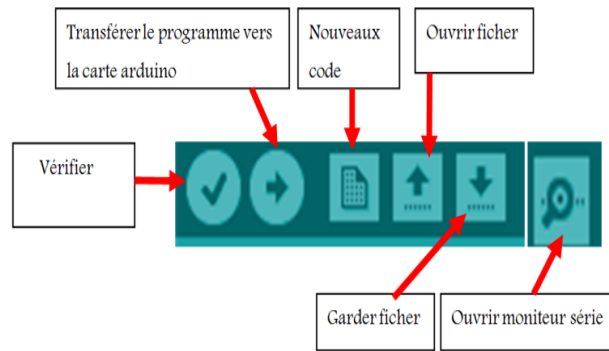 Transférer le programme vers
la carte arduino
Nouveaux
code
Ouvrir ficher
Vérifier
Garder ficher
Ouvrir moniteur série